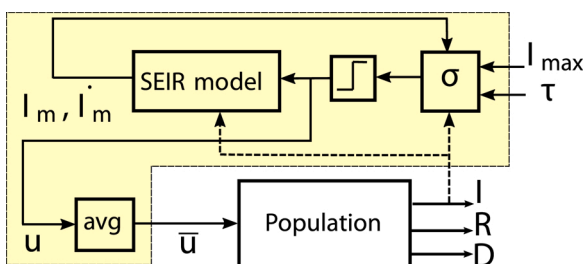 I max
SEIR model
σ
τ
I m , İ m
I
avg
Population
R
u
u̅
D